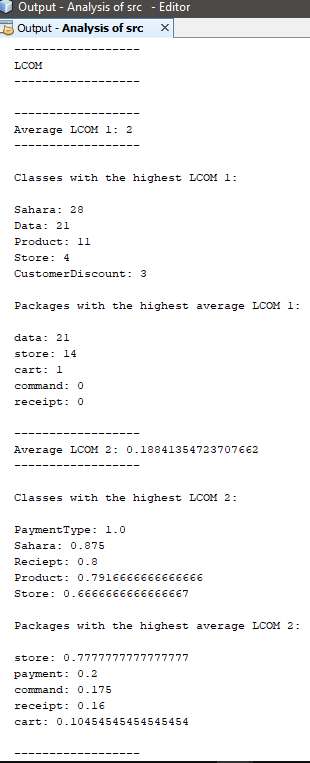 Output - Analysis of src - Editor
Output - Analysis of src ×
------------------
LCOM
------------------
------------------
Average LCOM 1: 2
------------------
Classes with the highest LCOM 1:
Sahara: 28
Data: 21
Product: 11
Store: 4
CustomerDiscount: 3
Packages with the highest average LCOM 1:
data: 21
store: 14
cart: 1
command: 0
receipt: 0
------------------
Average LCOM 2: 0.18841354723707662
------------------
Classes with the highest LCOM 2:
PaymentType: 1.0
Sahara: 0.875
Reciept: 0.8
Product: 0.7916666666666666
Store: 0.6666666666666667
Packages with the highest average LCOM 2:
store: 0.7777777777777777
payment: 0.2
command: 0.175
receipt: 0.16
cart: 0.10454545454545454
------------------